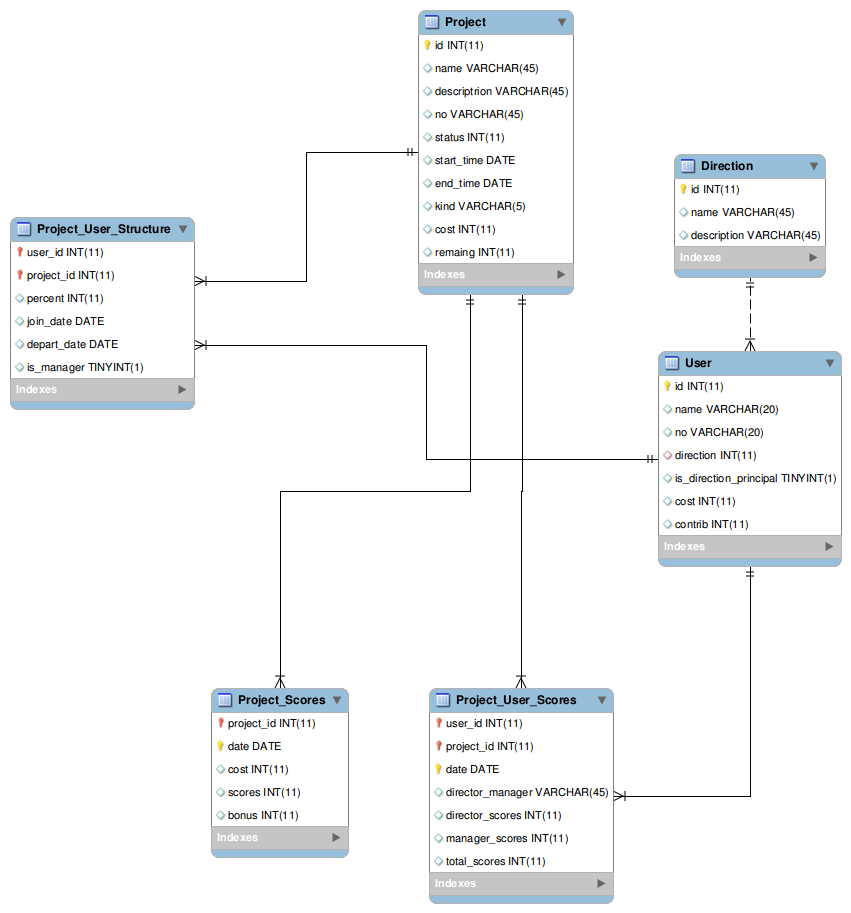 Project
id INT(11)
name VARCHAR(45)
descriptrion VARCHAR(45)
no VARCHAR(45)
status INT(11)
start_time DATE
end_time DATE
kind VARCHAR(5)
cost INT(11)
remaing INT(11)
Indexes
Direction
id INT(11)
name VARCHAR(45)
description VARCHAR(45)
Indexes
Project_User_Structure
user_id INT(11)
project_id INT(11)
percent INT(11)
join_date DATE
depart_date DATE
is_manager TINYINT(1)
Indexes
User
id INT(11)
name VARCHAR(20)
no VARCHAR(20)
direction INT(11)
is_direction_principal TINYINT(1)
cost INT(11)
contrib INT(11)
Indexes
Project_Scores
project_id INT(11)
date DATE
cost INT(11)
scores INT(11)
bonus INT(11)
Indexes
Project_User_Scores
user_id INT(11)
project_id INT(11)
date DATE
director_manager VARCHAR(45)
director_scores INT(11)
manager_scores INT(11)
total_scores INT(11)
Indexes